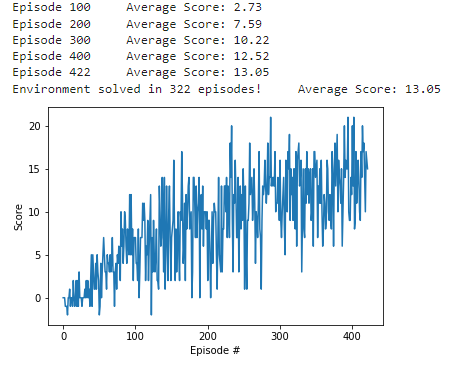 Episode 100 Average Score: 2.73
Episode 200 Average Score: 7.59
Episode 300 Average Score: 10.22
Episode 400 Average Score: 12.52
Episode 422 Average Score: 13.05
Environment solved in 322 episodes! Average Score: 13.05
20
15
10
5
0
Score
0 100 200 300 400
Episode #